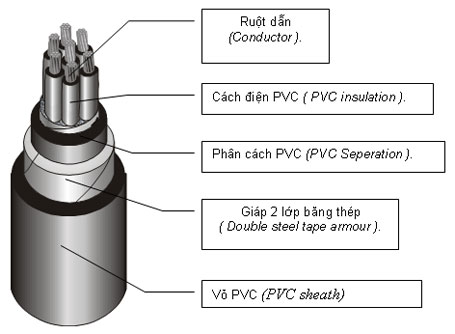 Ruột dẫn
(Conductor ).
Cách điện PVC ( PVC insulation ).
Phân cách PVC (PVC Seperation ).
Giáp 2 lớp băng thép
( Double steel tape armour ).
Võ PVC (PVC sheath)